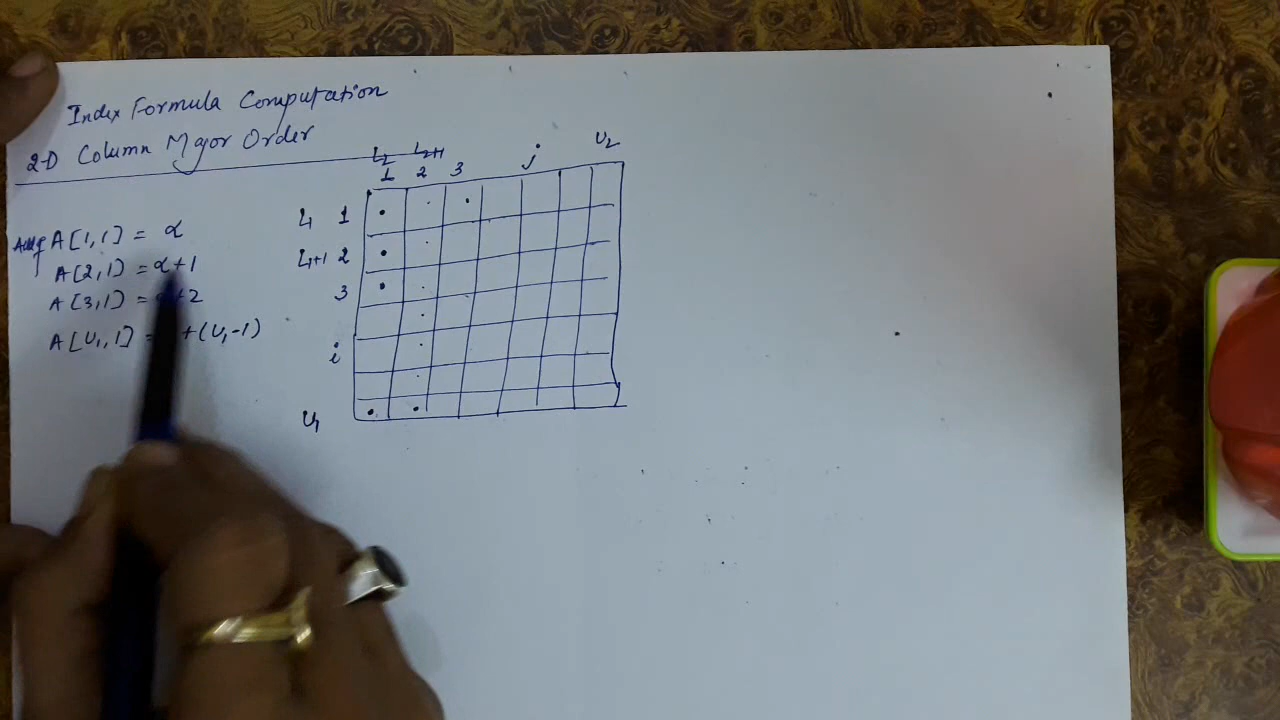 Index Formula Computation
2-D Column Major Order
L2 L2+1 j U2
1 2 3
L1 1
L1+1 2
3
i
U1
A[1,1] = α
A[2,1] = α+1
A[3,1] = +2
A[U1,1] = +(U1-1)